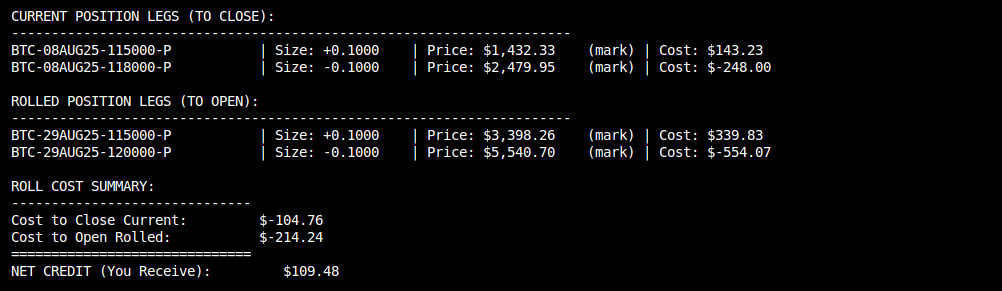 CURRENT POSITION LEGS (TO CLOSE):
----------------------------------------------------------------------
BTC-08AUG25-115000-P | Size: +0.1000 | Price: $1,432.33 (mark) | Cost: $143.23
BTC-08AUG25-118000-P | Size: -0.1000 | Price: $2,479.95 (mark) | Cost: $-248.00
ROLLED POSITION LEGS (TO OPEN):
----------------------------------------------------------------------
BTC-29AUG25-115000-P | Size: +0.1000 | Price: $3,398.26 (mark) | Cost: $339.83
BTC-29AUG25-120000-P | Size: -0.1000 | Price: $5,540.70 (mark) | Cost: $-554.07
ROLL COST SUMMARY:
------------------------------
Cost to Close Current: $-104.76
Cost to Open Rolled: $-214.24
==============================
NET CREDIT (You Receive): $109.48